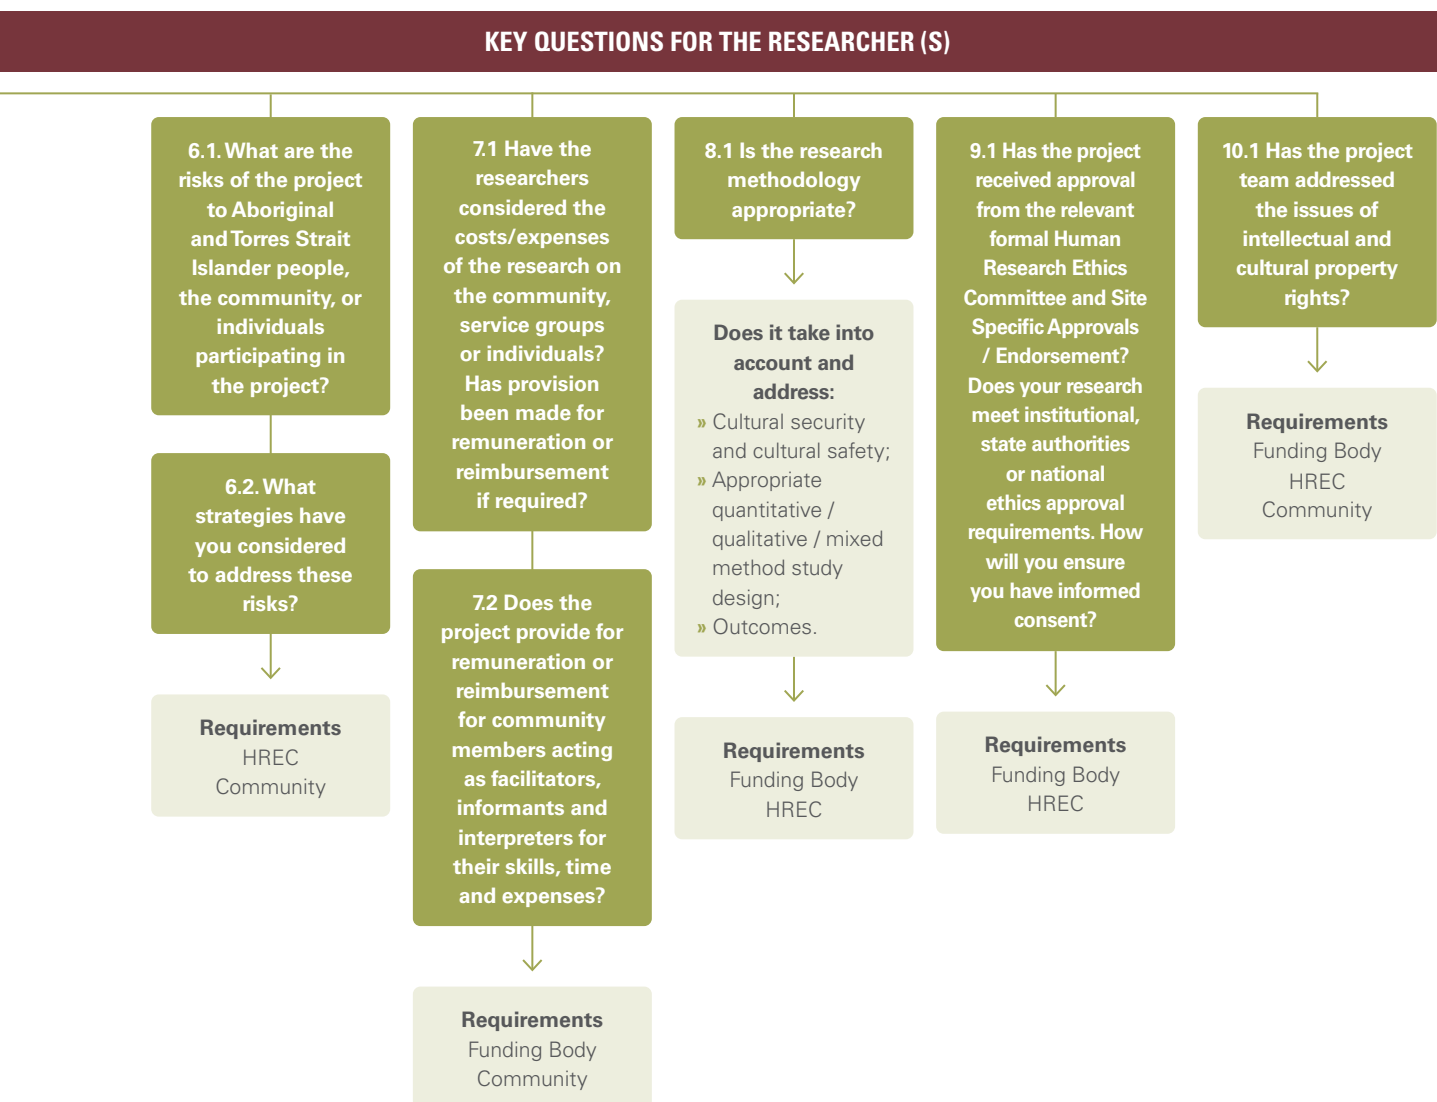 KEY QUESTIONS FOR THE RESEARCHER (S)
6.1. What are the
risks of the project
to Aboriginal
and Torres Strait
Islander people,
the community, or
individuals
participating in
the project?
6.2. What
strategies have
you considered
to address these
risks?
Requirements
HREC
Community
7.1 Have the
researchers
considered the
costs/expenses
of the research on
the community,
service groups
or individuals?
Has provision
been made for
remuneration or
reimbursement
if required?
7.2 Does the
project provide for
remuneration or
reimbursement
for community
members acting
as facilitators,
informants and
interpreters for
their skills, time
and expenses?
Requirements
Funding Body
Community
8.1 Is the research
methodology
appropriate?
Does it take into
account and
address:
» Cultural security
and cultural safety;
» Appropriate
quantitative /
qualitative / mixed
method study
design;
» Outcomes.
Requirements
Funding Body
HREC
9.1 Has the project
received approval
from the relevant
formal Human
Research Ethics
Committee and Site
Specific Approvals
/ Endorsement?
Does your research
meet institutional,
state authorities
or national
ethics approval
requirements. How
will you ensure
you have informed
consent?
Requirements
Funding Body
HREC
10.1 Has the project
team addressed
the issues of
intellectual and
cultural property
rights?
Requirements
Funding Body
HREC
Community